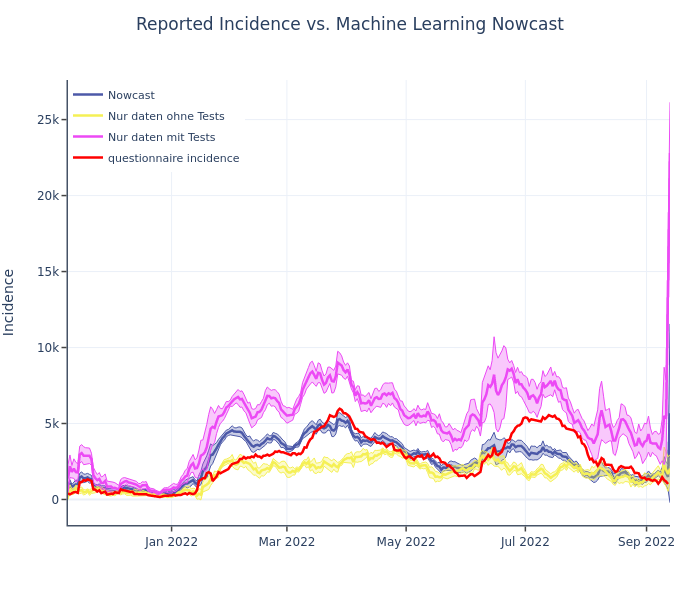 Reported Incidence vs. Machine Learning Nowcast
Nowcast
Nur daten ohne Tests
Nur daten mit Tests
questionnaire incidence
Incidence
25k
20k
15k
10k
5k
0
Jan 2022
Mar 2022
May 2022
Jul 2022
Sep 2022